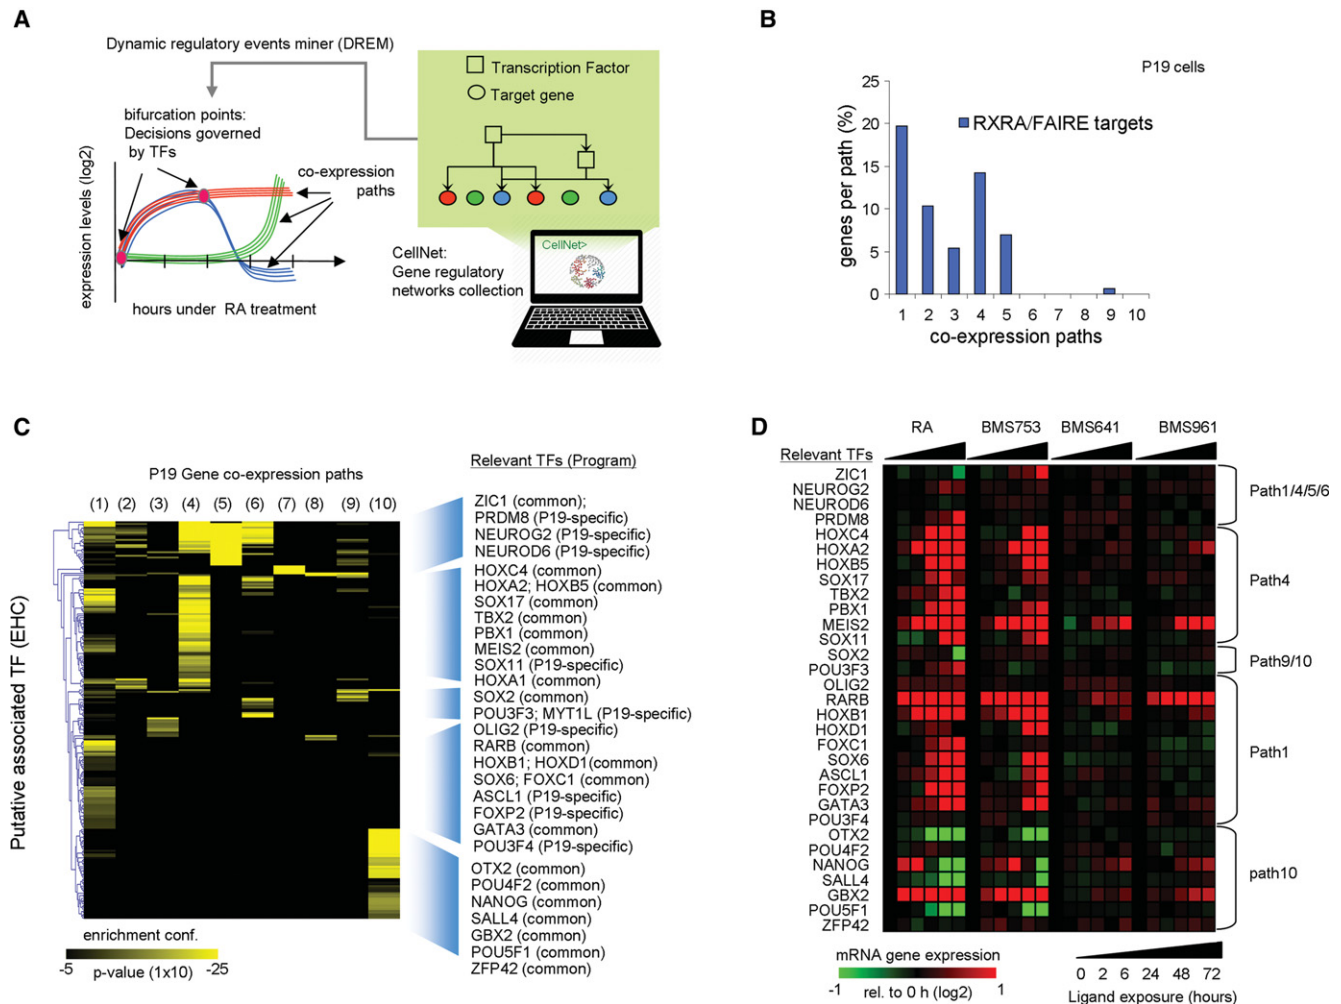 A
Dynamic regulatory events miner (DREM)
Transcription Factor
Target gene
bifurcation points:
Decisions governed
by TFs
co-expression
paths
expression levels (log2)
hours under RA treatment
CellNet:
Gene regulatory
networks collection
CellNet>
B
P19 cells
RXRA/FAIRE targets
genes per path (%)
25
20
15
10
5
0
1 2 3 4 5 6 7 8 9 10
co-expression paths
C
P19 Gene co-expression paths
(1) (2) (3) (4) (5) (6) (7) (8) (9) (10)
Putative associated TF (EHC)
enrichment conf.
-5 -25
p-value (1x10)
Relevant TFs (Program)
ZIC1 (common);
PRDM8 (P19-specific)
NEUROG2 (P19-specific)
NEUROD6 (P19-specific)
HOXC4 (common)
HOXA2; HOXB5 (common)
SOX17 (common)
TBX2 (common)
PBX1 (common)
MEIS2 (common)
SOX11 (P19-specific)
HOXA1 (common)
SOX2 (common)
POU3F3; MYT1L (P19-specific)
OLIG2 (P19-specific)
RARB (common)
HOXB1; HOXD1(common)
SOX6; FOXC1 (common)
ASCL1 (P19-specific)
FOXP2 (P19-specific)
GATA3 (common)
POU3F4 (P19-specific)
OTX2 (common)
POU4F2 (common)
NANOG (common)
SALL4 (common)
GBX2 (common)
POU5F1 (common)
ZFP42 (common)
D
RA BMS753 BMS641 BMS961
Relevant TFs
ZIC1
NEUROG2
NEUROD6
PRDM8
HOXC4
HOXA2
HOXB5
SOX17
TBX2
PBX1
MEIS2
SOX11
SOX2
POU3F3
OLIG2
RARB
HOXB1
HOXD1
FOXC1
SOX6
ASCL1
FOXP2
GATA3
POU3F4
OTX2
POU4F2
NANOG
SALL4
GBX2
POU5F1
ZFP42
Path1/4/5/6
Path4
Path9/10
Path1
path10
mRNA gene expression
-1 rel. to 0 h (log2) 1
0 2 6 24 48 72
Ligand exposure (hours)